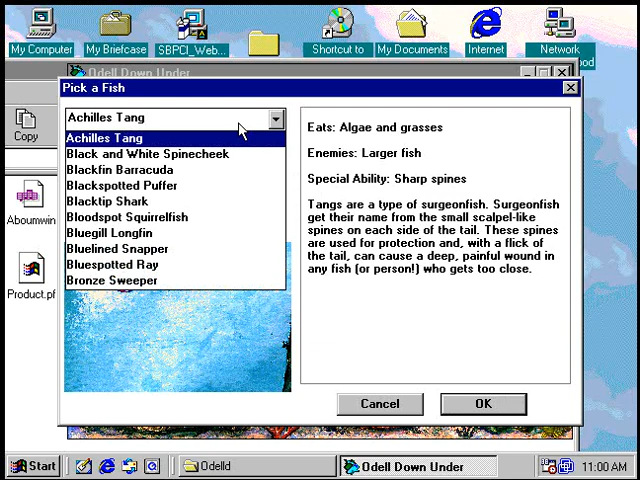 My Computer
My Briefcase
SBPCI_Web...
Shortcut to
My Documents
Internet
Network
Odell Down Under
Pick a Fish
Copy
Achilles Tang
Achilles Tang
Black and White Spinecheek
Blackfin Barracuda
Blackspotted Puffer
Blacktip Shark
Bloodspot Squirrelfish
Bluegill Longfin
Bluelined Snapper
Bluespotted Ray
Bronze Sweeper
Eats: Algae and grasses
Enemies: Larger fish
Special Ability: Sharp spines
Tangs are a type of surgeonfish. Surgeonfish
get their name from the small scalpel-like
spines on each side of the tail. These spines
are used for protection and, with a flick of
the tail, can cause a deep, painful wound in
any fish (or person!) who gets too close.
Aboumwin
Product.pf
Cancel
OK
Start
Odelld
Odell Down Under
11:00 AM